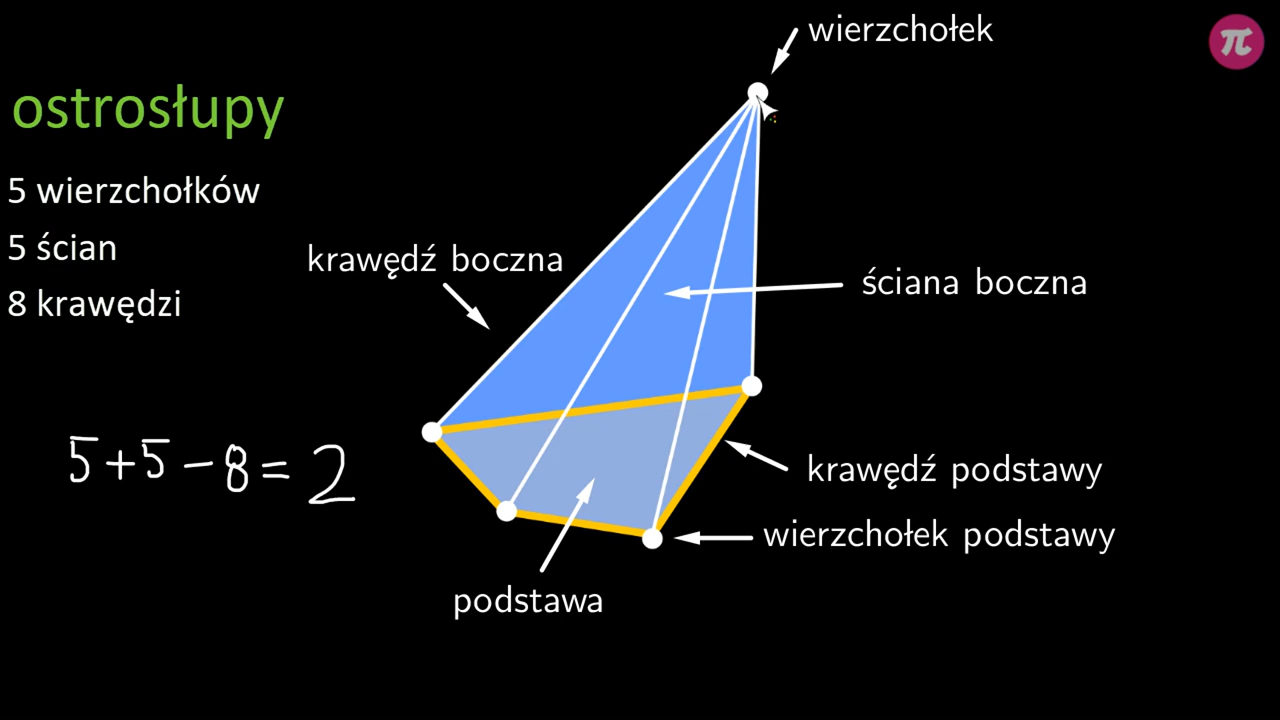 wierzchołek
π
ostrosłupy
5 wierzchołków
5 ścian
8 krawędzi
krawędź boczna
ściana boczna
5+5-8=2
krawędź podstawy
wierzchołek podstawy
podstawa